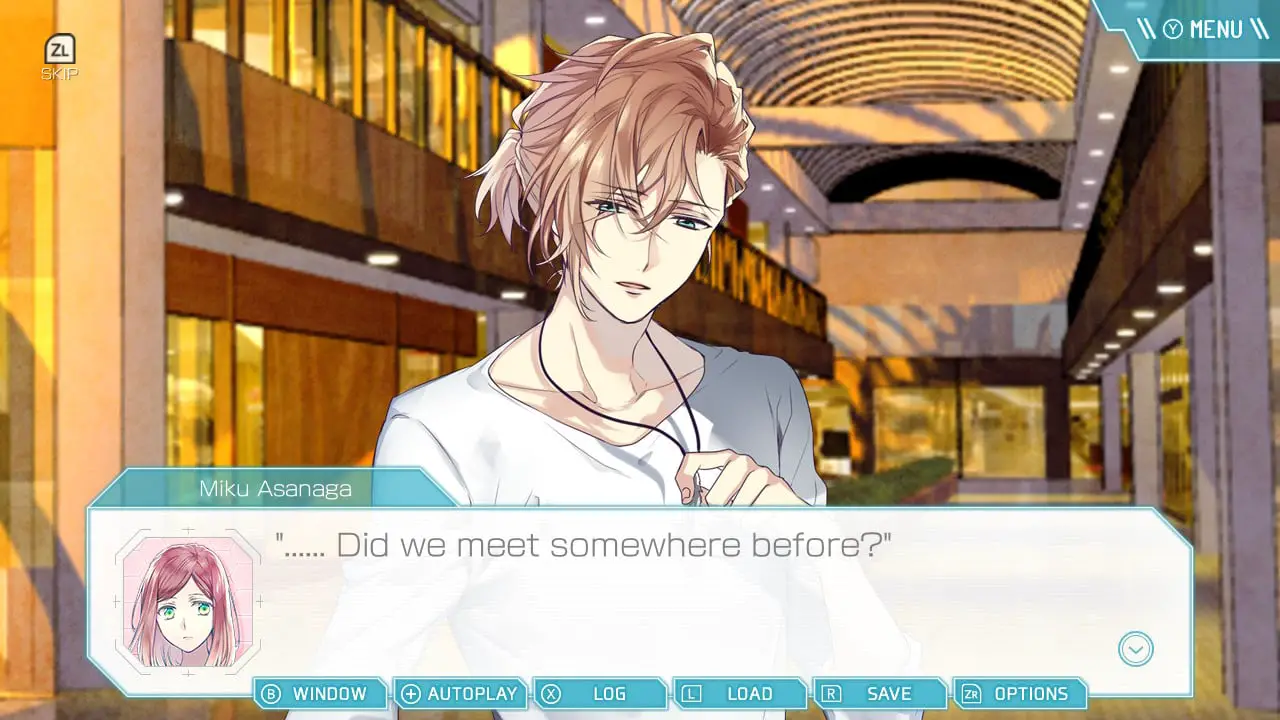 ZL
SKIP
Y MENU
Miku Asanaga
"...... Did we meet somewhere before?"
B WINDOW
+ AUTOPLAY
X LOG
L LOAD
R SAVE
ZR OPTIONS